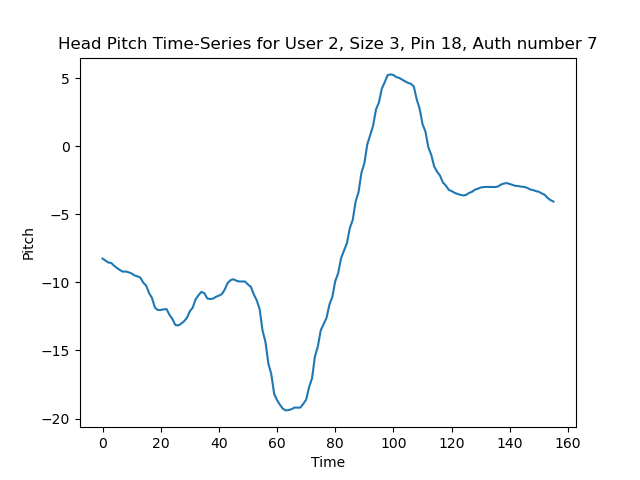 Head Pitch Time-Series for User 2, Size 3, Pin 18, Auth number 7
5
0
−5
−10
−15
−20
Pitch
0 20 40 60 80 100 120 140 160
Time